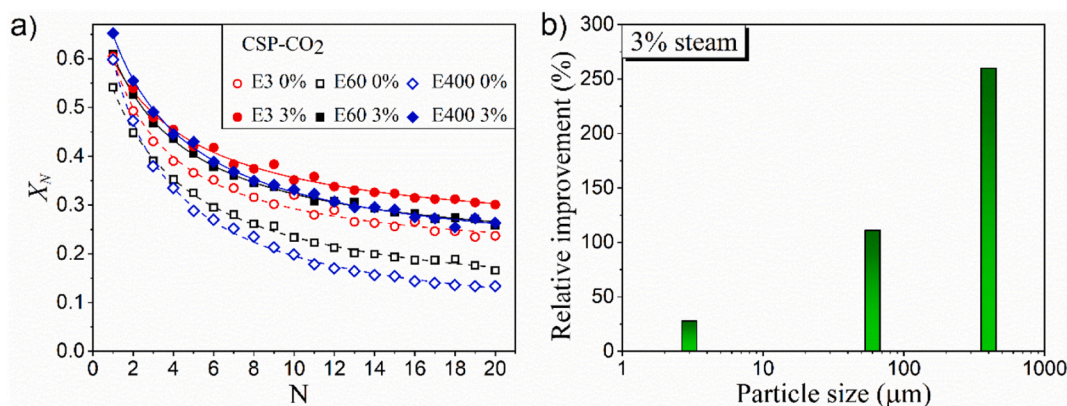 a)
X_N
0.6
0.5
0.4
0.3
0.2
0.1
0.0
CSP-CO₂
E3 0% E60 0% E400 0%
E3 3% E60 3% E400 3%
0 2 4 6 8 10 12 14 16 18 20
N
b)
Relative improvement (%)
300
250
200
150
100
50
0
3% steam
1 10 100 1000
Particle size (μm)